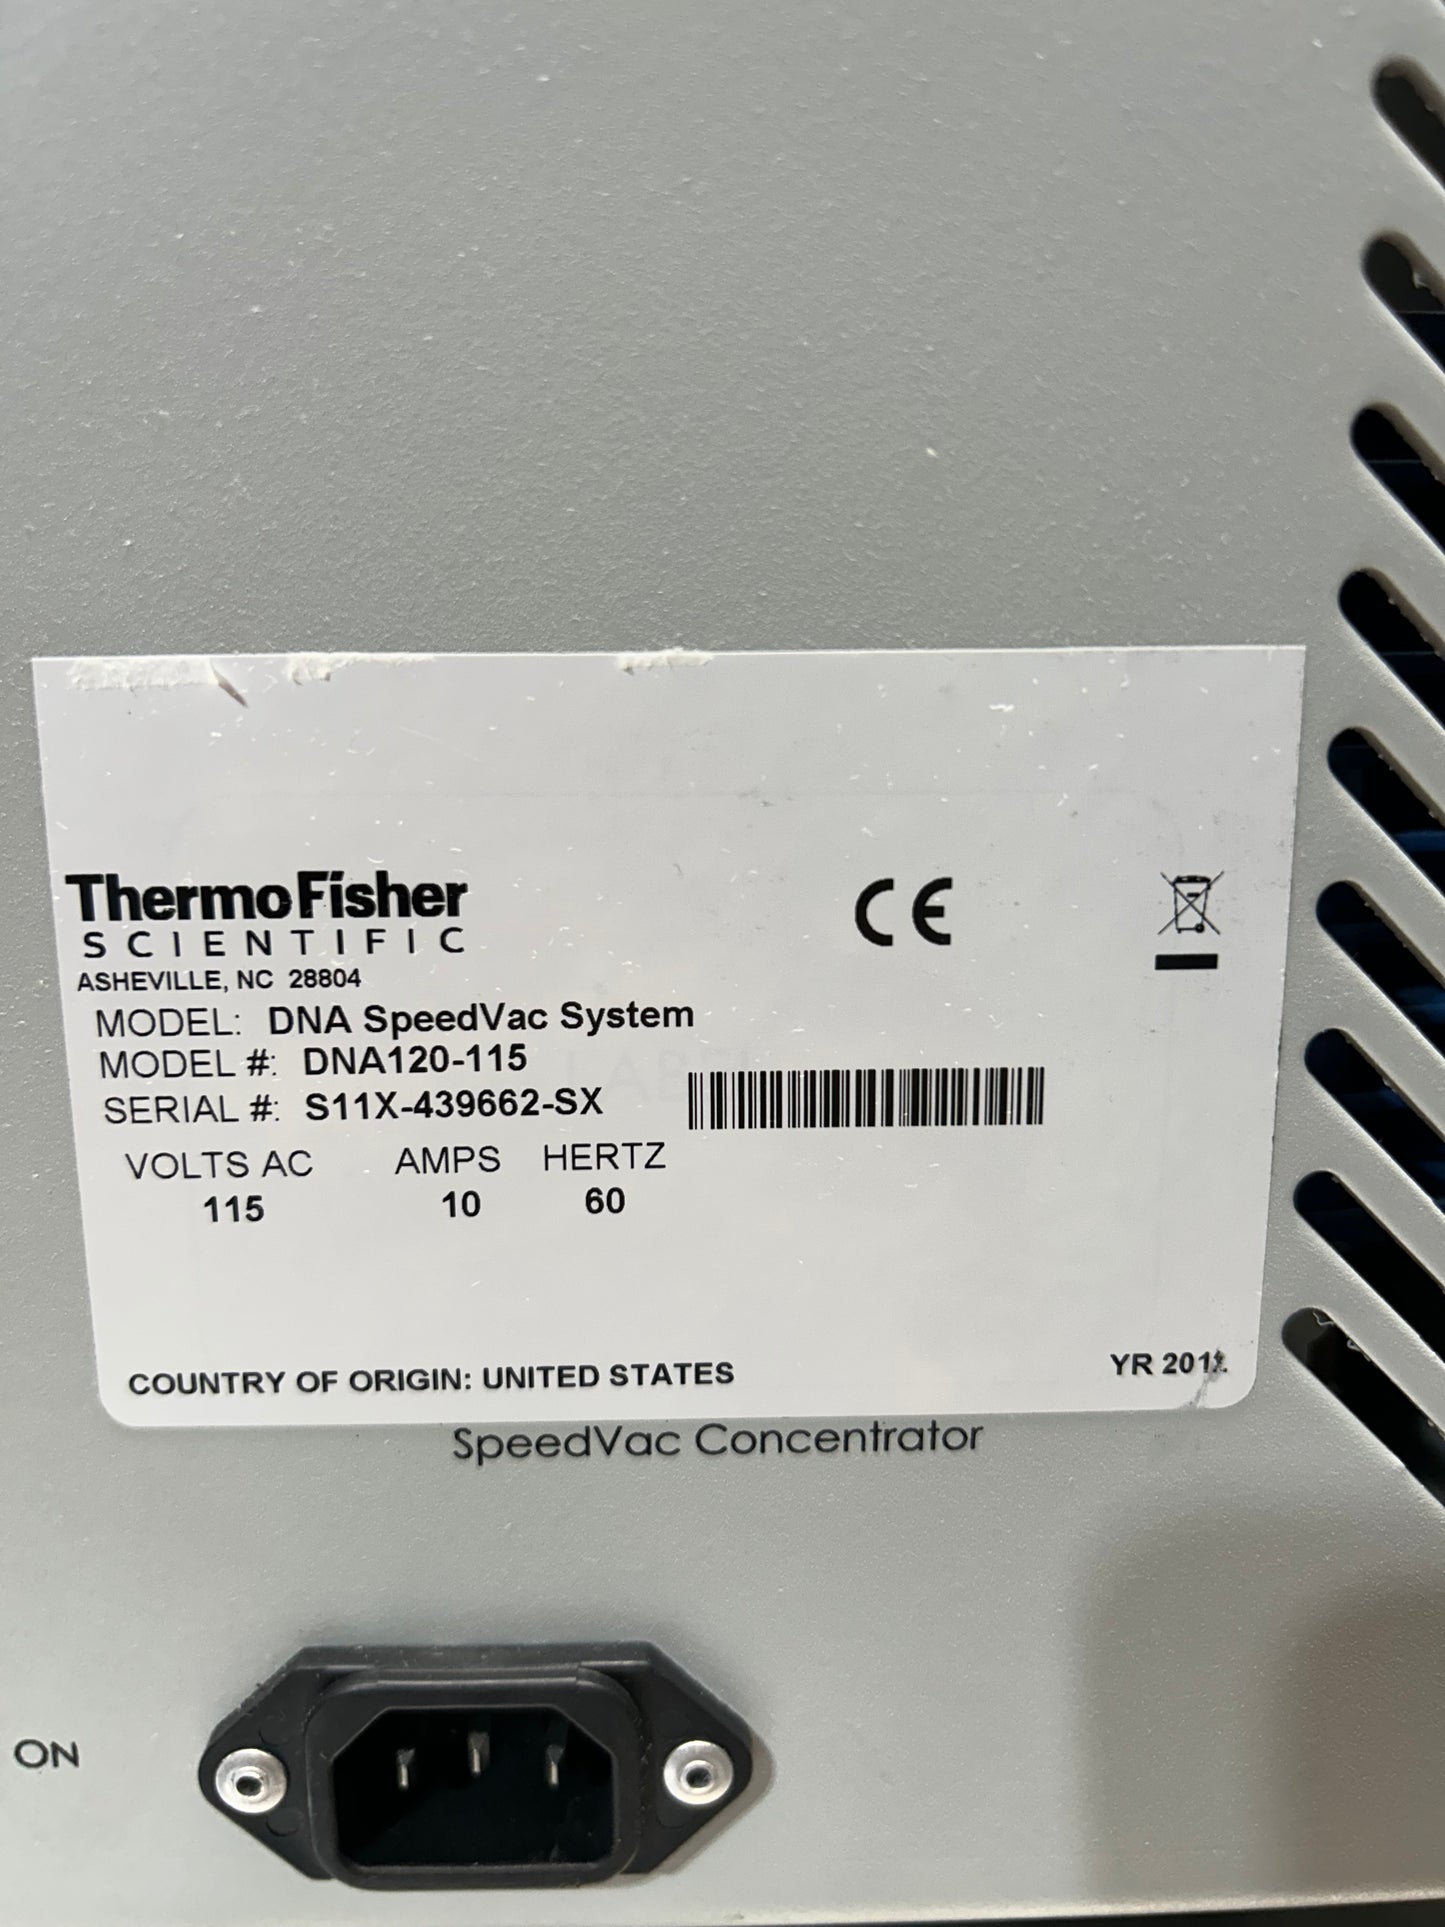 ThermoFisher
SCIENTIFIC
ASHEVILLE, NC 28804
CE
MODEL: DNA SpeedVac System
MODEL #: DNA120-115
SERIAL #: S11X-439662-SX
VOLTS AC AMPS HERTZ
115 10 60
COUNTRY OF ORIGIN: UNITED STATES
YR
SpeedVac Concentrator
ON